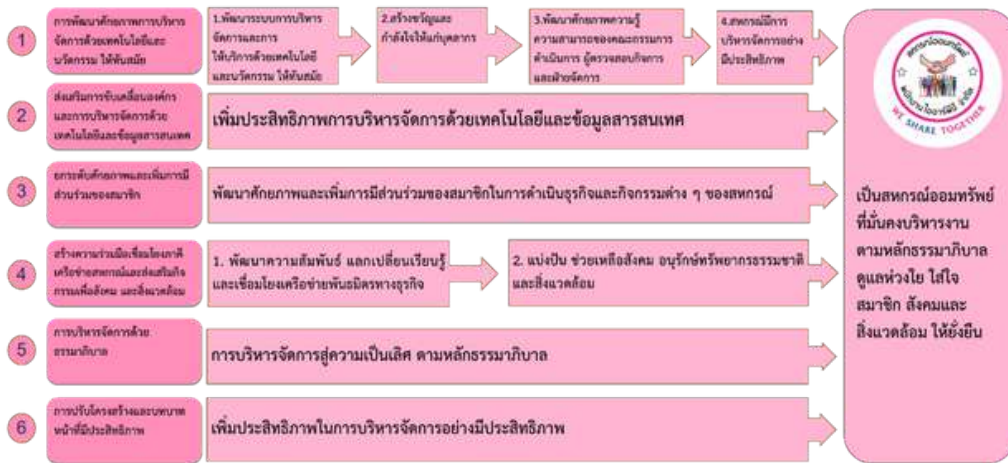 1
การพัฒนาศักยภาพการบริหาร
จัดการด้วยเทคโนโลยีและ
นวัตกรรม ให้ทันสมัย
1.พัฒนาระบบการบริหาร
จัดการและการ
ให้บริการด้วยเทคโนโลยี
และนวัตกรรม ให้ทันสมัย
2.สร้างขวัญและ
กำลังใจให้แก่บุคลากร
3.พัฒนาศักยภาพความรู้
ความสามารถของคณะกรรมการ
ดำเนินการ ผู้ตรวจสอบกิจการ
และฝ่ายจัดการ
4.สหกรณ์มีการ
บริหารจัดการอย่าง
มีประสิทธิภาพ
2
ส่งเสริมการขับเคลื่อนองค์กร
และการบริหารจัดการด้วย
เทคโนโลยีและข้อมูลสารสนเทศ
เพิ่มประสิทธิภาพการบริหารจัดการด้วยเทคโนโลยีและข้อมูลสารสนเทศ
3
ยกระดับศักยภาพและเพิ่มการมี
ส่วนร่วมของสมาชิก
พัฒนาศักยภาพและเพิ่มการมีส่วนร่วมของสมาชิกในการดำเนินธุรกิจและกิจกรรมต่าง ๆ ของสหกรณ์
4
สร้างความร่วมมือเชื่อมโยงภาคี
เครือข่ายสหกรณ์และส่งเสริมกิจ
กรรมเพื่อสังคม และสิ่งแวดล้อม
1. พัฒนาความสัมพันธ์ แลกเปลี่ยนเรียนรู้
และเชื่อมโยงเครือข่ายพันธมิตรทางธุรกิจ
2. แบ่งปัน ช่วยเหลือสังคม อนุรักษ์ทรัพยากรธรรมชาติ
และสิ่งแวดล้อม
5
การบริหารจัดการด้วย
ธรรมาภิบาล
การบริหารจัดการสู่ความเป็นเลิศ ตามหลักธรรมาภิบาล
6
การปรับโครงสร้างและบทบาท
หน้าที่มีประสิทธิภาพ
เพิ่มประสิทธิภาพในการบริหารจัดการอย่างมีประสิทธิภาพ
สหกรณ์ออมทรัพย์
พนักงานไออาร์พีซี จำกัด
WE SHARE TOGETHER
เป็นสหกรณ์ออมทรัพย์
ที่มั่นคงบริหารงาน
ตามหลักธรรมาภิบาล
ดูแลห่วงใย ใส่ใจ
สมาชิก สังคมและ
สิ่งแวดล้อม ให้ยั่งยืน